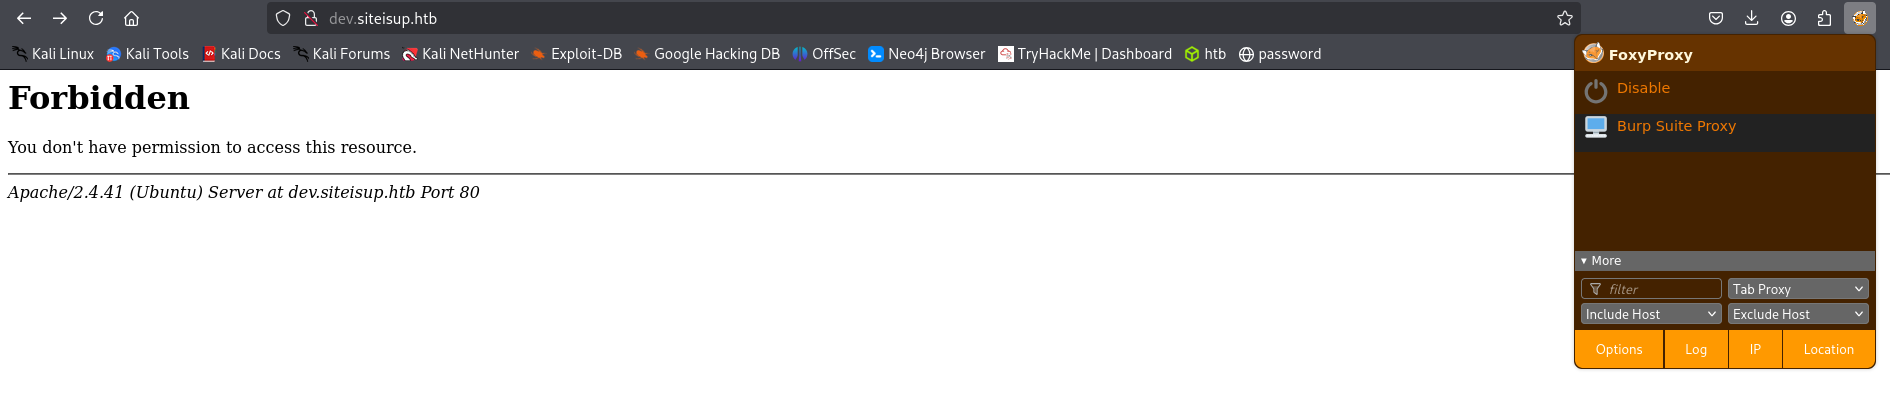 dev.siteisup.htb
Kali Linux Kali Tools Kali Docs Kali Forums Kali NetHunter Exploit-DB Google Hacking DB OffSec Neo4j Browser TryHackMe | Dashboard htb password
Forbidden
You don't have permission to access this resource.
Apache/2.4.41 (Ubuntu) Server at dev.siteisup.htb Port 80
FoxyProxy
Disable
Burp Suite Proxy
▾ More
filter Tab Proxy
Include Host Exclude Host
Options Log IP Location